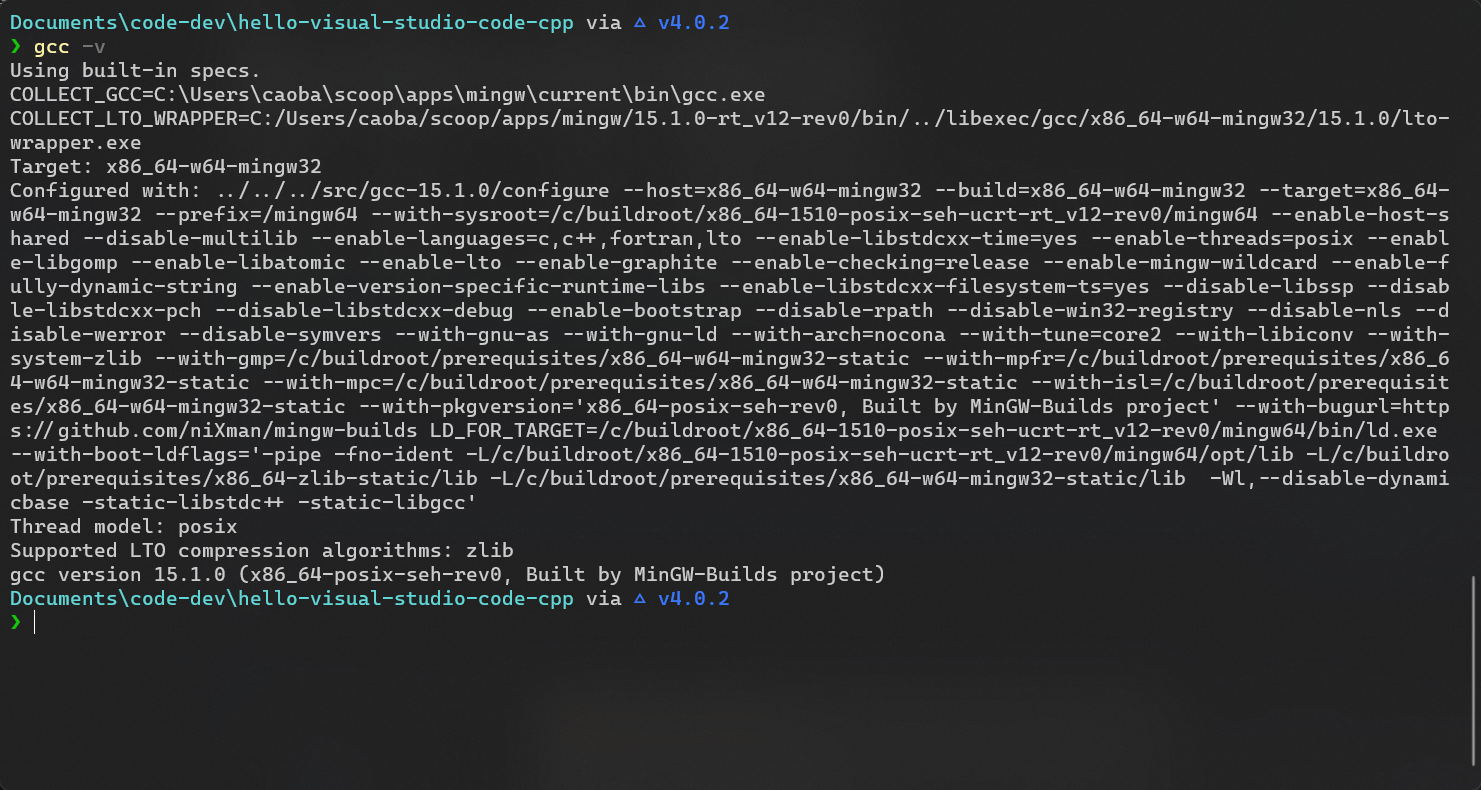 Documents\code-dev\hello-visual-studio-code-cpp via △ v4.0.2
❯ gcc -v
Using built-in specs.
COLLECT_GCC=C:\Users\caoba\scoop\apps\mingw\current\bin\gcc.exe
COLLECT_LTO_WRAPPER=C:/Users/caoba/scoop/apps/mingw/15.1.0-rt_v12-rev0/bin/../libexec/gcc/x86_64-w64-mingw32/15.1.0/lto-
wrapper.exe
Target: x86_64-w64-mingw32
Configured with: ../../../src/gcc-15.1.0/configure --host=x86_64-w64-mingw32 --build=x86_64-w64-mingw32 --target=x86_64-
w64-mingw32 --prefix=/mingw64 --with-sysroot=/c/buildroot/x86_64-1510-posix-seh-ucrt-rt_v12-rev0/mingw64 --enable-host-s
hared --disable-multilib --enable-languages=c,c++,fortran,lto --enable-libstdcxx-time=yes --enable-threads=posix --enabl
e-libgomp --enable-libatomic --enable-lto --enable-graphite --enable-checking=release --enable-mingw-wildcard --enable-f
ully-dynamic-string --enable-version-specific-runtime-libs --enable-libstdcxx-filesystem-ts=yes --disable-libssp --disab
le-libstdcxx-pch --disable-libstdcxx-debug --enable-bootstrap --disable-rpath --disable-win32-registry --disable-nls --d
isable-werror --disable-symvers --with-gnu-as --with-gnu-ld --with-arch=nocona --with-tune=core2 --with-libiconv --with-
system-zlib --with-gmp=/c/buildroot/prerequisites/x86_64-w64-mingw32-static --with-mpfr=/c/buildroot/prerequisites/x86_6
4-w64-mingw32-static --with-mpc=/c/buildroot/prerequisites/x86_64-w64-mingw32-static --with-isl=/c/buildroot/prerequisit
es/x86_64-w64-mingw32-static --with-pkgversion='x86_64-posix-seh-rev0, Built by MinGW-Builds project' --with-bugurl=http
s://github.com/niXman/mingw-builds LD_FOR_TARGET=/c/buildroot/x86_64-1510-posix-seh-ucrt-rt_v12-rev0/mingw64/bin/ld.exe
--with-boot-ldflags='-pipe -fno-ident -L/c/buildroot/x86_64-1510-posix-seh-ucrt-rt_v12-rev0/mingw64/opt/lib -L/c/buildro
ot/prerequisites/x86_64-zlib-static/lib -L/c/buildroot/prerequisites/x86_64-w64-mingw32-static/lib  -Wl,--disable-dynami
cbase -static-libstdc++ -static-libgcc'
Thread model: posix
Supported LTO compression algorithms: zlib
gcc version 15.1.0 (x86_64-posix-seh-rev0, Built by MinGW-Builds project)
Documents\code-dev\hello-visual-studio-code-cpp via △ v4.0.2
❯